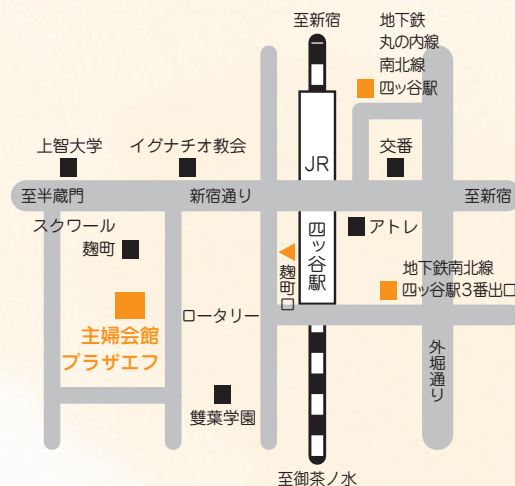 至新宿
地下鉄
丸の内線
南北線
四ッ谷駅
上智大学
イグナチオ教会
JR
四ッ谷駅
交番
至半蔵門
新宿通り
至新宿
スクワール
麹町
アトレ
麹町口
地下鉄南北線
四ッ谷駅3番出口
主婦会館
プラザエフ
ロータリー
外堀通り
雙葉学園
至御茶ノ水